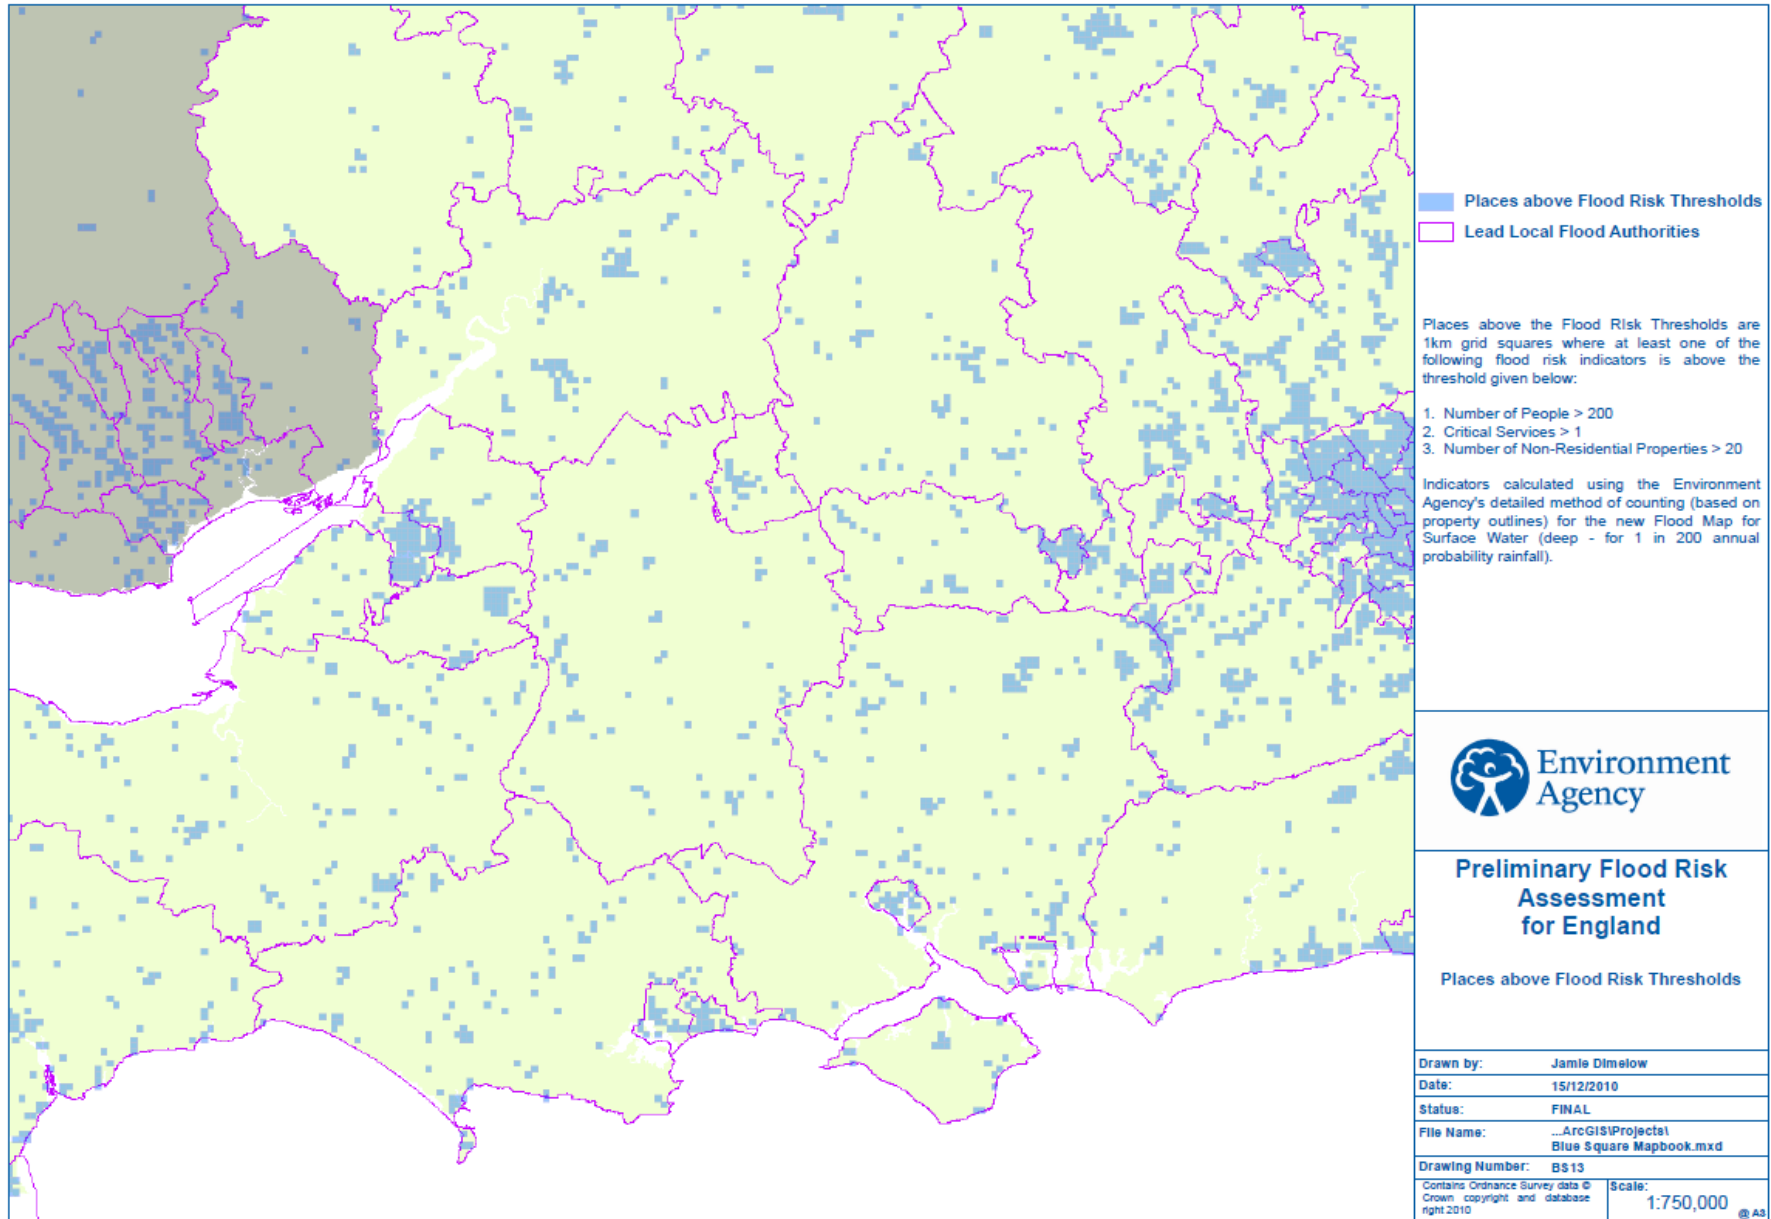 Places above Flood Risk Thresholds
Lead Local Flood Authorities
Places above the Flood RIsk Thresholds are
1km grid squares where at least one of the
following flood risk indicators is above the
threshold given below:
1. Number of People > 200
2. Critical Services > 1
3. Number of Non-Residential Properties > 20
Indicators calculated using the Environment
Agency's detailed method of counting (based on
property outlines) for the new Flood Map for
Surface Water (deep - for 1 in 200 annual
probability rainfall).
Environment
Agency
Preliminary Flood Risk
Assessment
for England
Places above Flood Risk Thresholds
Drawn by: Jamie Dimelow
Date: 15/12/2010
Status: FINAL
File Name: ...ArcGIS\Projects\
Blue Square Mapbook.mxd
Drawing Number: BS13
Contains Ordnance Survey data ©
Crown copyright and database
right 2010
Scale:
1:750,000 @ A3